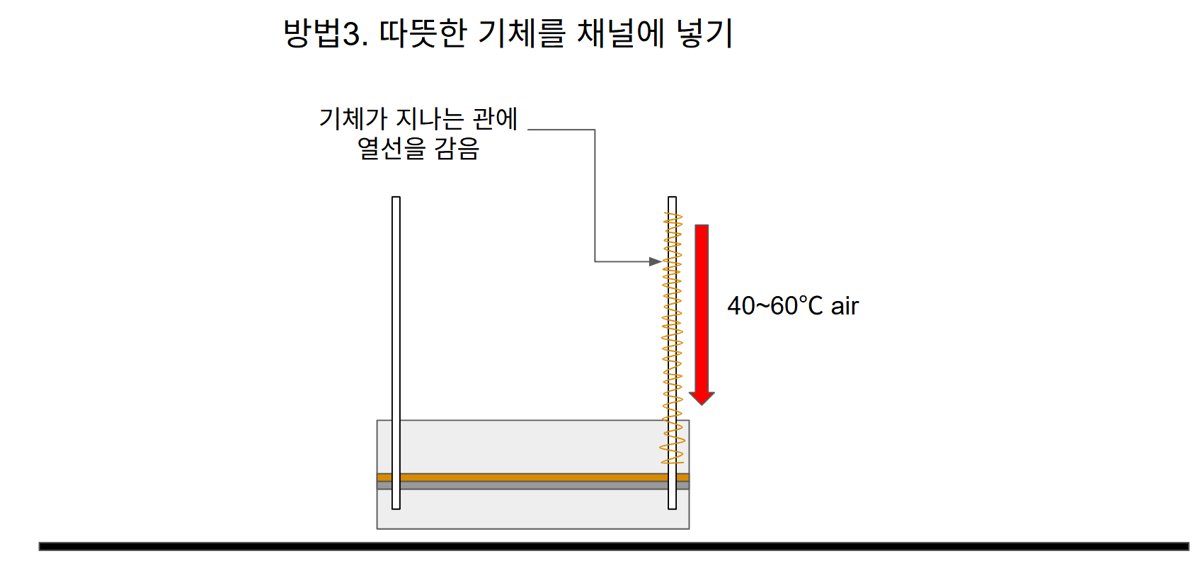 방법3. 따뜻한 기체를 채널에 넣기
기체가 지나는 관에
열선을 감음
40~60℃ air